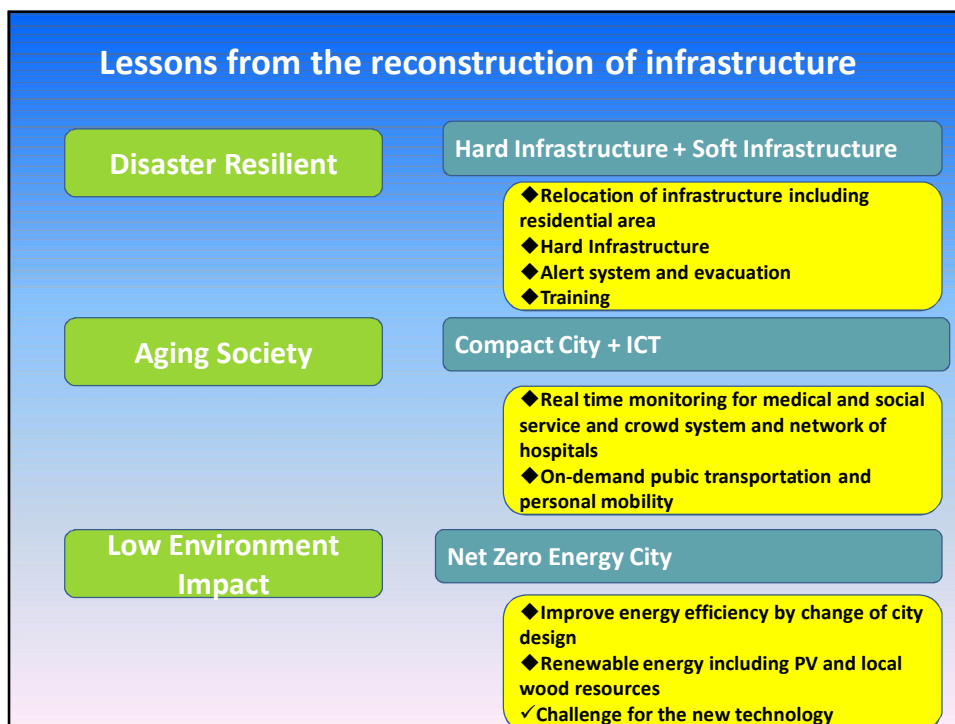 Lessons from the reconstruction of infrastructure
Disaster Resilient
Hard Infrastructure + Soft Infrastructure
◆Relocation of infrastructure including
residential area
◆Hard Infrastructure
◆Alert system and evacuation
◆Training
Aging Society
Compact City + ICT
◆Real time monitoring for medical and social
service and crowd system and network of
hospitals
◆On-demand pubic transportation and
personal mobility
Low Environment
Impact
Net Zero Energy City
◆Improve energy efficiency by change of city
design
◆Renewable energy including PV and local
wood resources
✓Challenge for the new technology